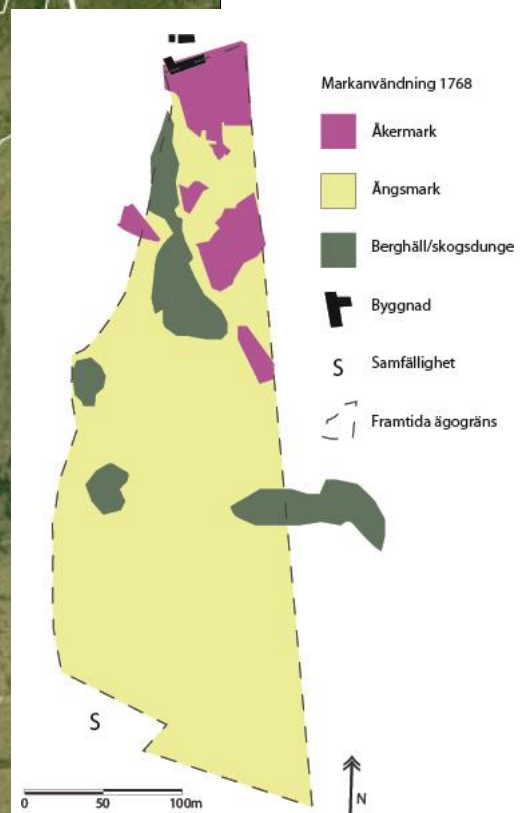 Markanvändning 1768
Åkermark
Ängsmark
Berghäll/skogsdunge
Byggnad
S Samfällighet
Framtida ägogräns
S
0 50 100m
N